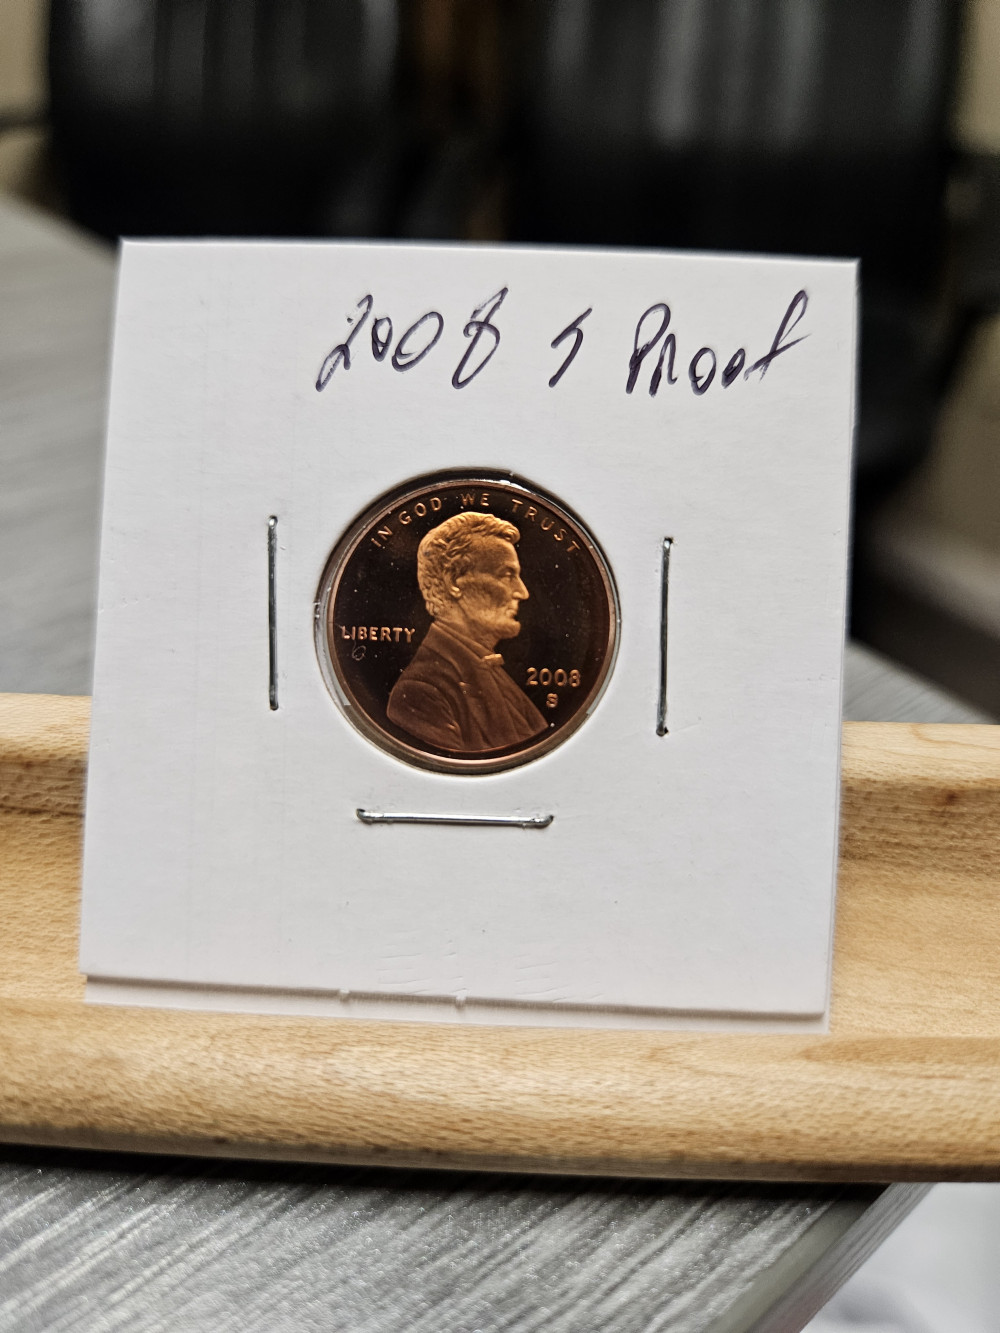 2008 S Proof
IN GOD WE TRUST
LIBERTY
2008
S